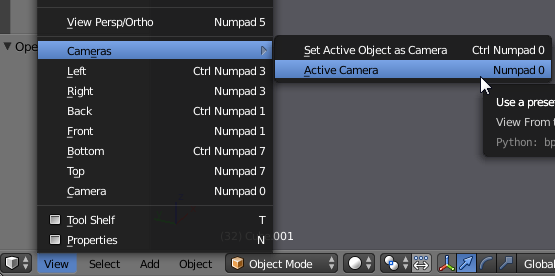 View Persp/Ortho Numpad 5
Cameras
Set Active Object as Camera Ctrl Numpad 0
Left Ctrl Numpad 3
Active Camera Numpad 0
Right Numpad 3
Use a prese
Back Ctrl Numpad 1
View From t
Front Numpad 1
Python: bp
Bottom Ctrl Numpad 7
Top Numpad 7
Camera Numpad 0
Tool Shelf T
(32) 001
Properties N
View Select Add Object Object Mode Global